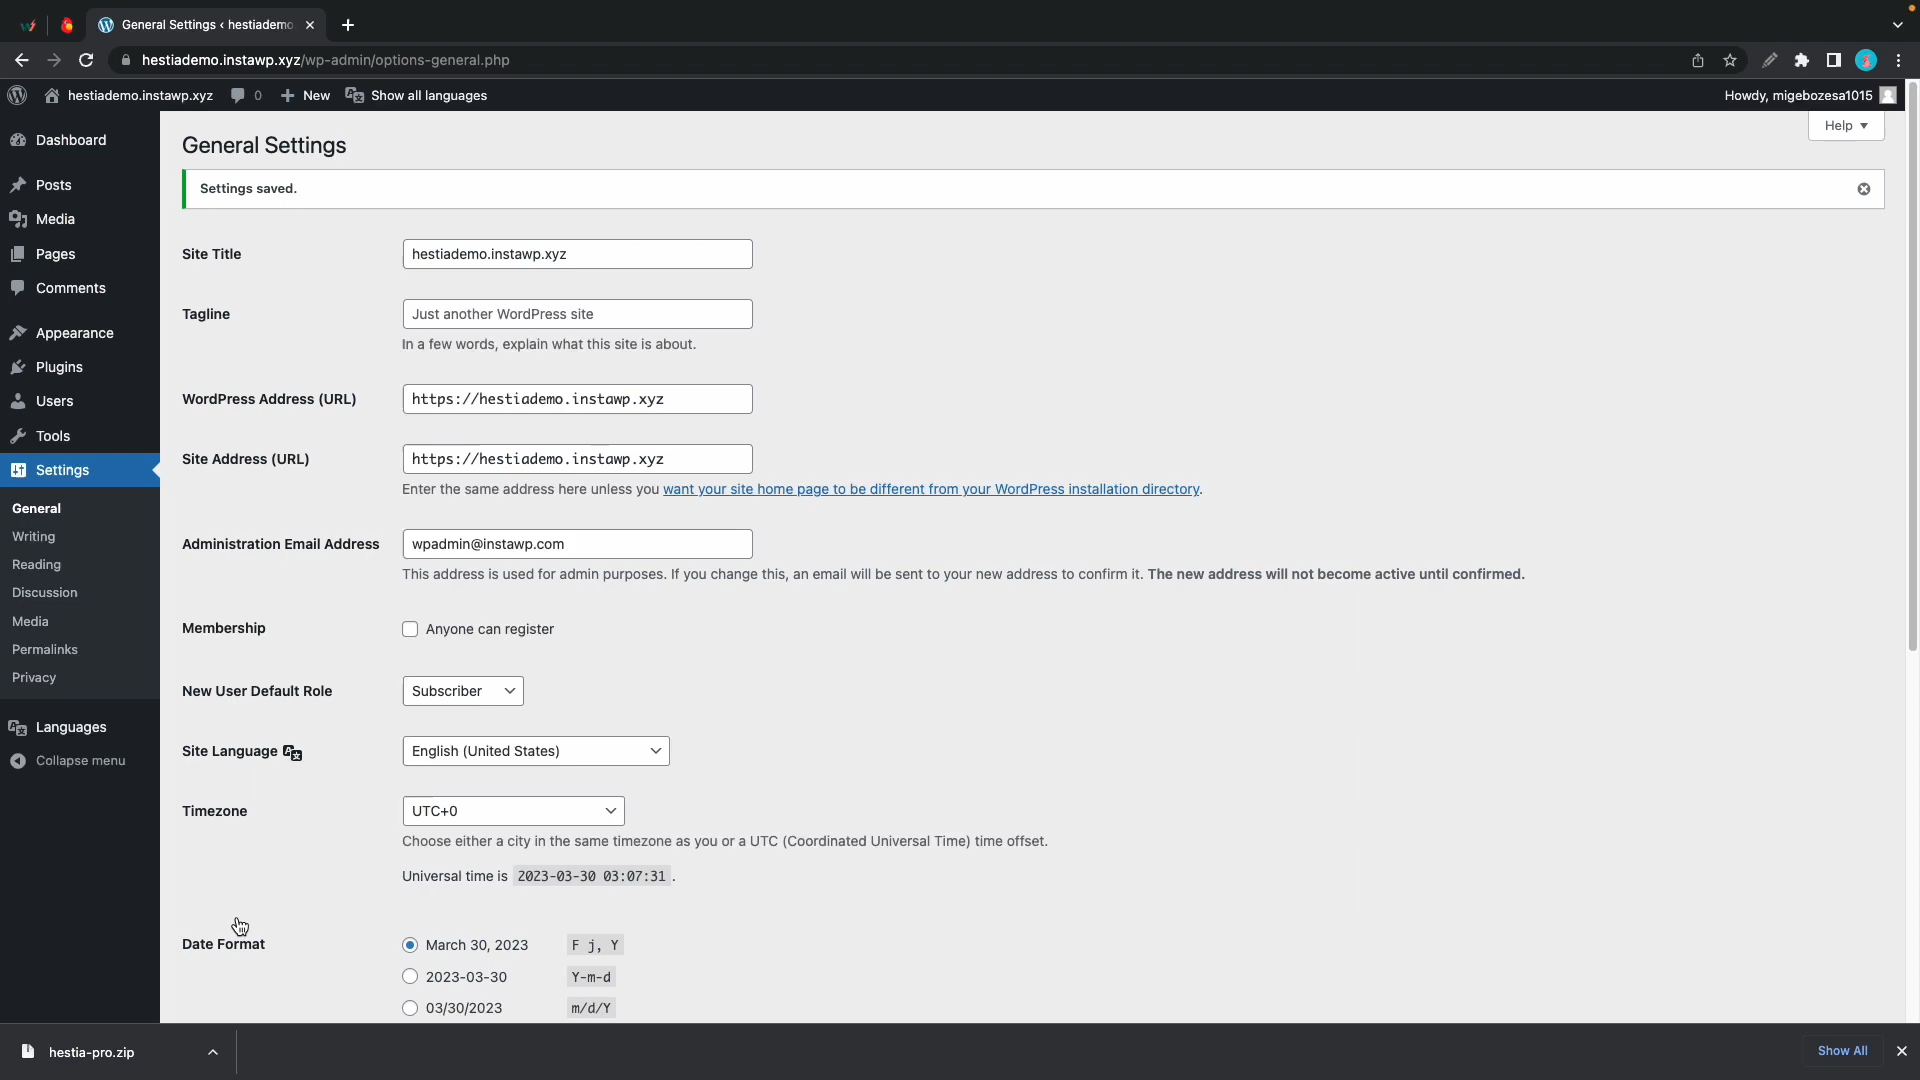 General Settings ‹ hestiademo
hestiademo.instawp.xyz/wp-admin/options-general.php
hestiademo.instawp.xyz
0
New
Show all languages
Howdy, migebozesa1015
Dashboard
Posts
Media
Pages
Comments
Appearance
Plugins
Users
Tools
Settings
General
Writing
Reading
Discussion
Media
Permalinks
Privacy
Languages
Collapse menu
Help
General Settings
Settings saved.
Site Title
hestiademo.instawp.xyz
Tagline
Just another WordPress site
In a few words, explain what this site is about.
WordPress Address (URL)
https://hestiademo.instawp.xyz
Site Address (URL)
https://hestiademo.instawp.xyz
Enter the same address here unless you want your site home page to be different from your WordPress installation directory.
Administration Email Address
wpadmin@instawp.com
This address is used for admin purposes. If you change this, an email will be sent to your new address to confirm it. The new address will not become active until confirmed.
Membership
Anyone can register
New User Default Role
Subscriber
Site Language
English (United States)
Timezone
UTC+0
Choose either a city in the same timezone as you or a UTC (Coordinated Universal Time) time offset.
Universal time is 2023-03-30 03:07:31 .
Date Format
March 30, 2023 F j, Y
2023-03-30 Y-m-d
03/30/2023 m/d/Y
hestia-pro.zip
Show All